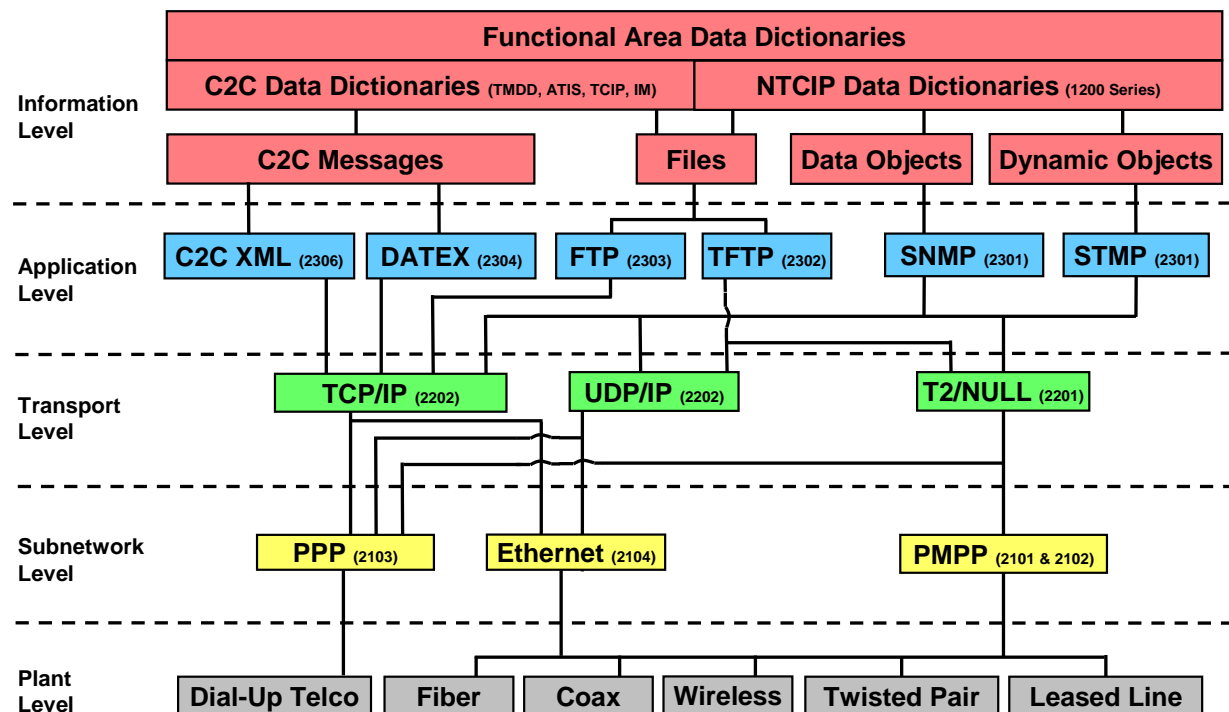 Functional Area Data Dictionaries
C2C Data Dictionaries (TMDD, ATIS, TCIP, IM)
NTCIP Data Dictionaries (1200 Series)
Information
Level
C2C Messages
Files
Data Objects
Dynamic Objects
Application
Level
C2C XML (2306)
DATEX (2304)
FTP (2303)
TFTP (2302)
SNMP (2301)
STMP (2301)
Transport
Level
TCP/IP (2202)
UDP/IP (2202)
T2/NULL (2201)
Subnetwork
Level
PPP (2103)
Ethernet (2104)
PMPP (2101 & 2102)
Plant
Level
Dial-Up Telco
Fiber
Coax
Wireless
Twisted Pair
Leased Line